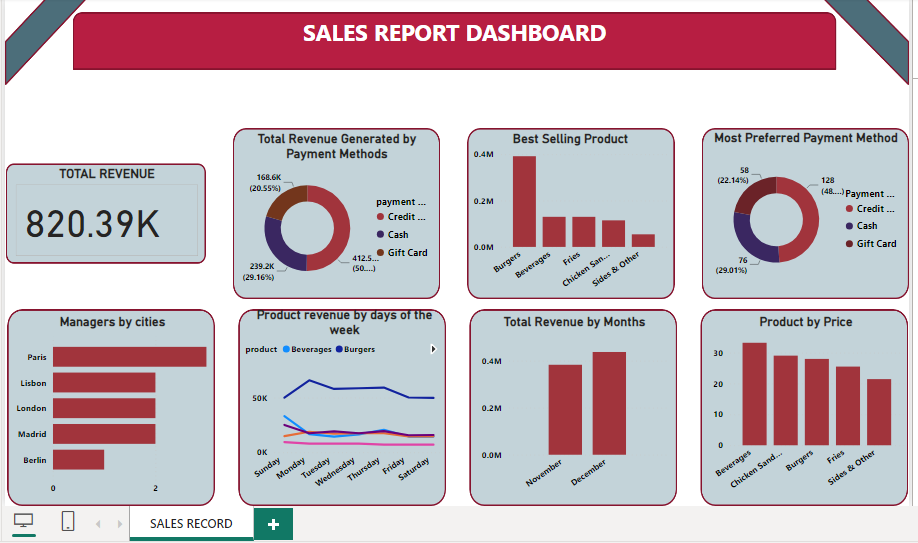 SALES REPORT DASHBOARD
TOTAL REVENUE
820.39K
Total Revenue Generated by
Payment Methods
168.6K
(20.55%)
239.2K
(29.16%)
412.5...
(50....)
payment ...
Credit ...
Cash
Gift Card
Best Selling Product
0.4M
0.2M
0.0M
Burgers
Beverages
Fries
Chicken San...
Sides & Other
Most Preferred Payment Method
58
(22.14%)
128
(48....)
76
(29.01%)
Payment ...
Credit ...
Cash
Gift Card
Managers by cities
Paris
Lisbon
London
Madrid
Berlin
0
2
Product revenue by days of the
week
product Beverages Burgers
50K
0K
Sunday
Monday
Tuesday
Wednesday
Thursday
Friday
Saturday
Total Revenue by Months
0.4M
0.2M
0.0M
November
December
Product by Price
30
20
10
0
Beverages
Chicken Sand...
Burgers
Fries
Sides & Other
SALES RECORD